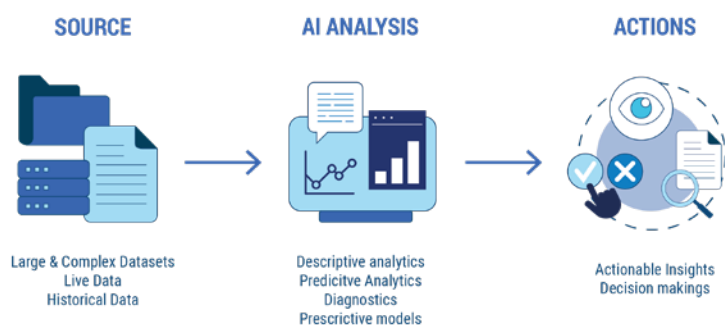 SOURCE
AI ANALYSIS
ACTIONS
Large & Complex Datasets
Live Data
Historical Data
Descriptive analytics
Predicitve Analytics
Diagnostics
Prescrictive models
Actionable Insights
Decision makings